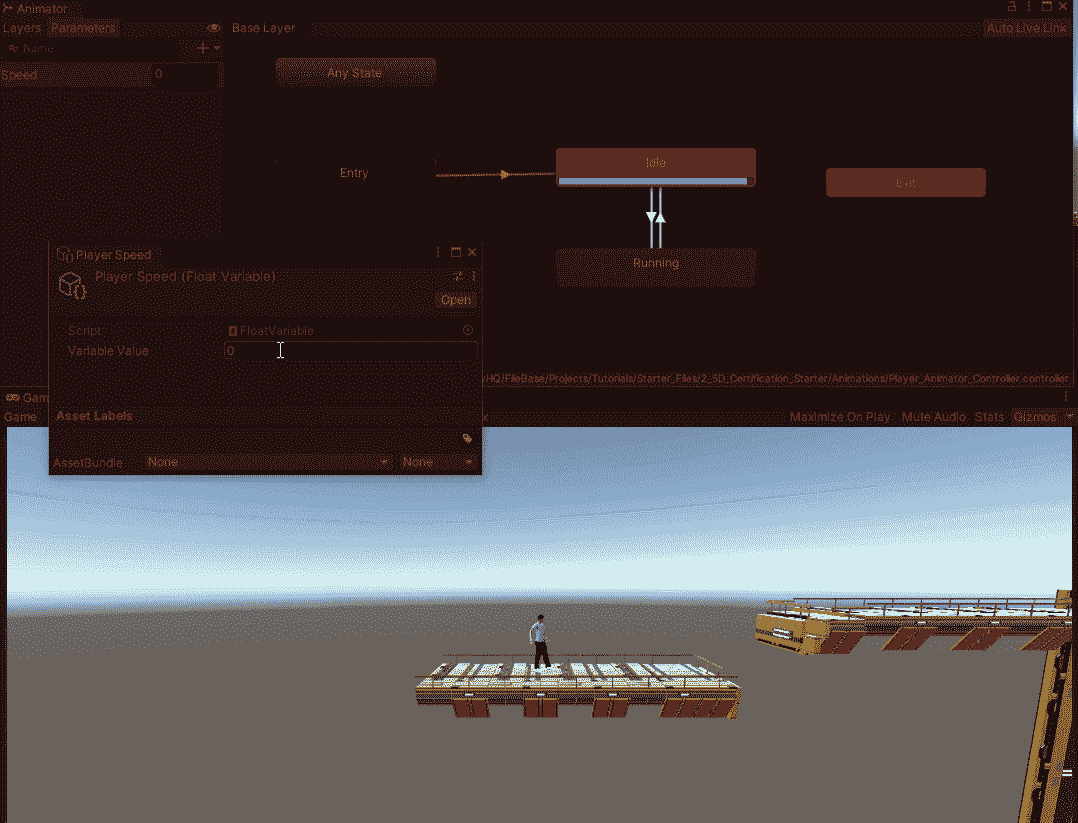 Animator
Layers Parameters Base Layer Auto Live Link
Name
Speed 0
Any State
Entry
Idle
Exit
Running
Player Speed
Player Speed (Float Variable)
Open
Script FloatVariable
Variable Value 0
HQ/FileBase/Projects/Tutorials/Starter_Files/2_5D_Certification_Starter/Animations/Player_Animator_Controller.controller
Gam
Game Asset Labels x Maximize On Play Mute Audio Stats Gizmos
AssetBundle None None